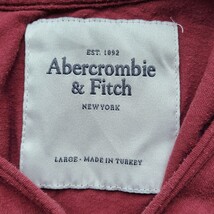 EST. 1892
Abercrombie
& Fitch
NEW YORK
LARGE • MADE IN TURKEY